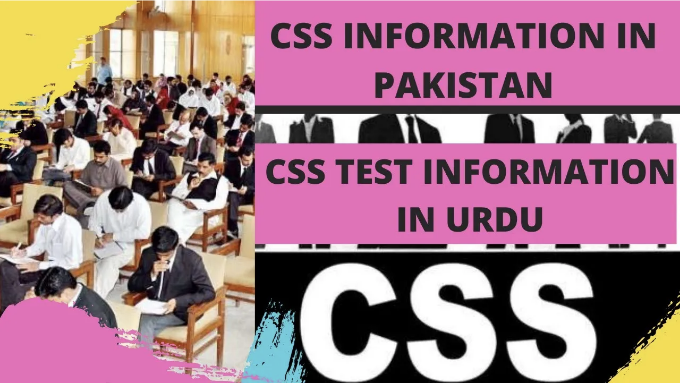 CSS INFORMATION IN
PAKISTAN
CSS TEST INFORMATION
IN URDU
CSS